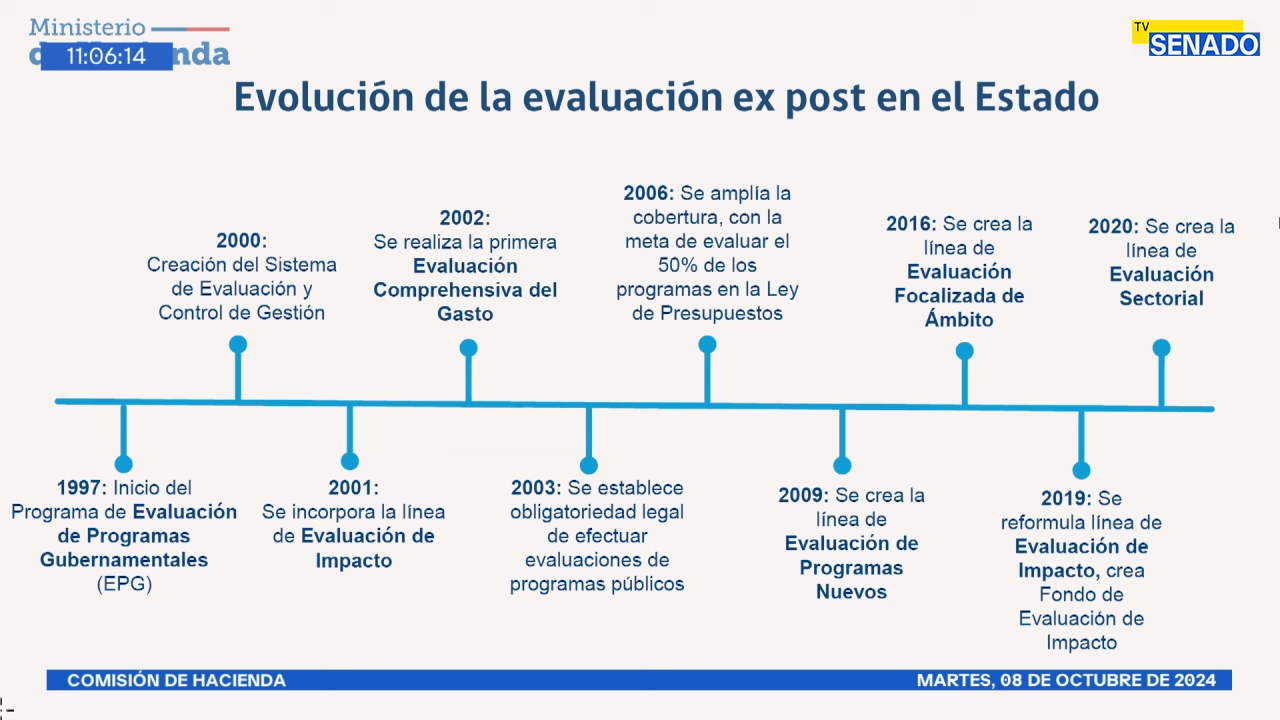 Ministerio
11:06:14
nda
TV
SENADO
Evolución de la evaluación ex post en el Estado
2000:
Creación del Sistema
de Evaluación y
Control de Gestión
2002:
Se realiza la primera
Evaluación
Comprehensiva del
Gasto
2006: Se amplía la
cobertura, con la
meta de evaluar el
50% de los
programas en la Ley
de Presupuestos
2016: Se crea la
línea de
Evaluación
Focalizada de
Ámbito
2020: Se crea la
línea de
Evaluación
Sectorial
1997: Inicio del
Programa de Evaluación
de Programas
Gubernamentales
(EPG)
2001:
Se incorpora la línea
de Evaluación de
Impacto
2003: Se establece
obligatoriedad legal
de efectuar
evaluaciones de
programas públicos
2009: Se crea la
línea de
Evaluación de
Programas
Nuevos
2019: Se
reformula línea de
Evaluación de
Impacto, crea
Fondo de
Evaluación de
Impacto
COMISIÓN DE HACIENDA
MARTES, 08 DE OCTUBRE DE 2024